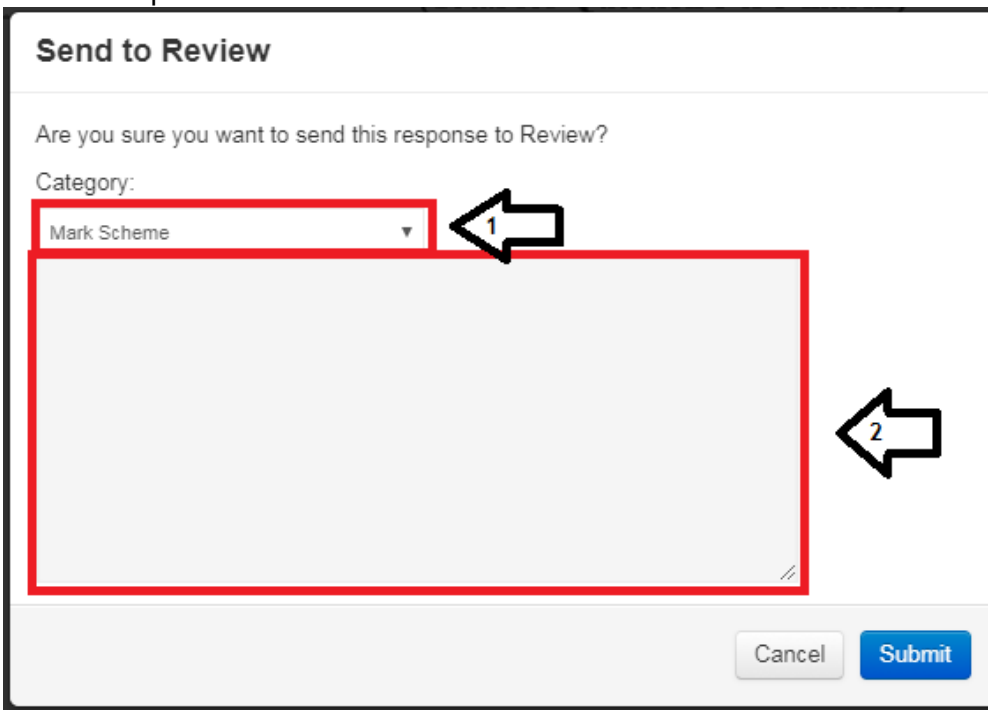 Send to Review
Are you sure you want to send this response to Review?
Category:
Mark Scheme
1
2
Cancel Submit